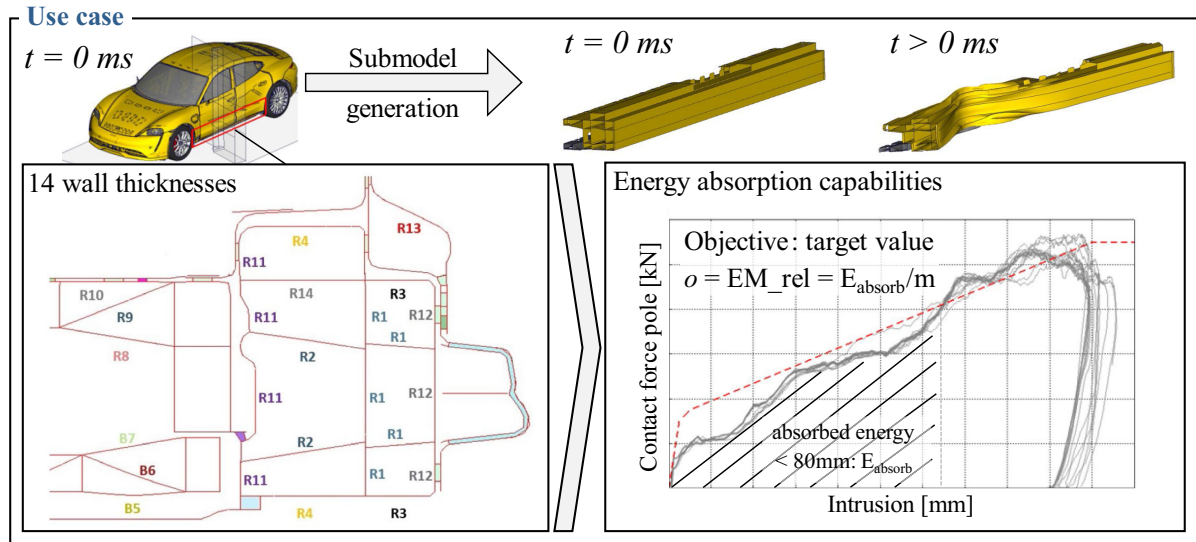 Use case
t = 0 ms
Submodel
generation
t = 0 ms
t > 0 ms
14 wall thicknesses
R13
R4
R11
R10
R14
R3
R9
R11
R1
R12
R1
R8
R2
R11
R1
R12
R1
B7
R2
B6
R11
R1
R12
B5
R4
R3
Energy absorption capabilities
Objective: target value
o = EM_rel = E_absorb/m
absorbed energy
< 80mm: E_absorb
Contact force pole [kN]
Intrusion [mm]